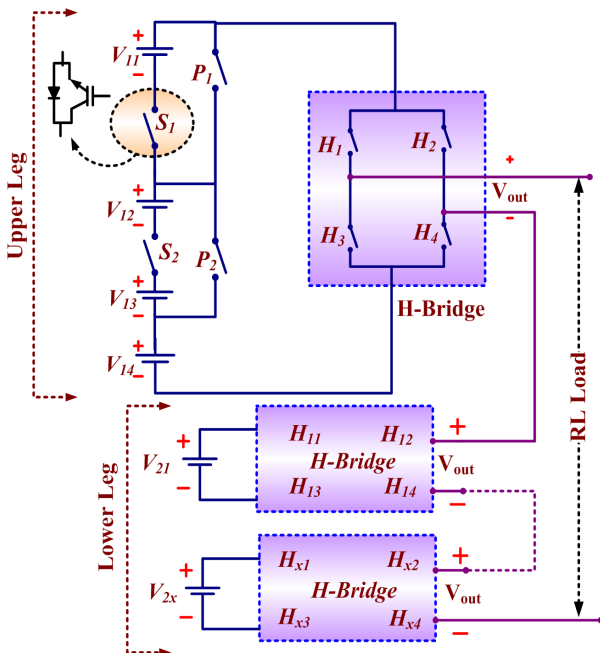 Upper Leg
+
V11
−
S1
P1
+
V12
−
S2
P2
+
V13
−
+
V14
−
H1
H2
H3
H4
+
Vout
−
H-Bridge
RL Load
Lower Leg
+
V21
−
H11
H12
H-Bridge
H13
H14
+
Vout
−
+
V2x
−
Hx1
Hx2
H-Bridge
Hx3
Hx4
+
Vout
−